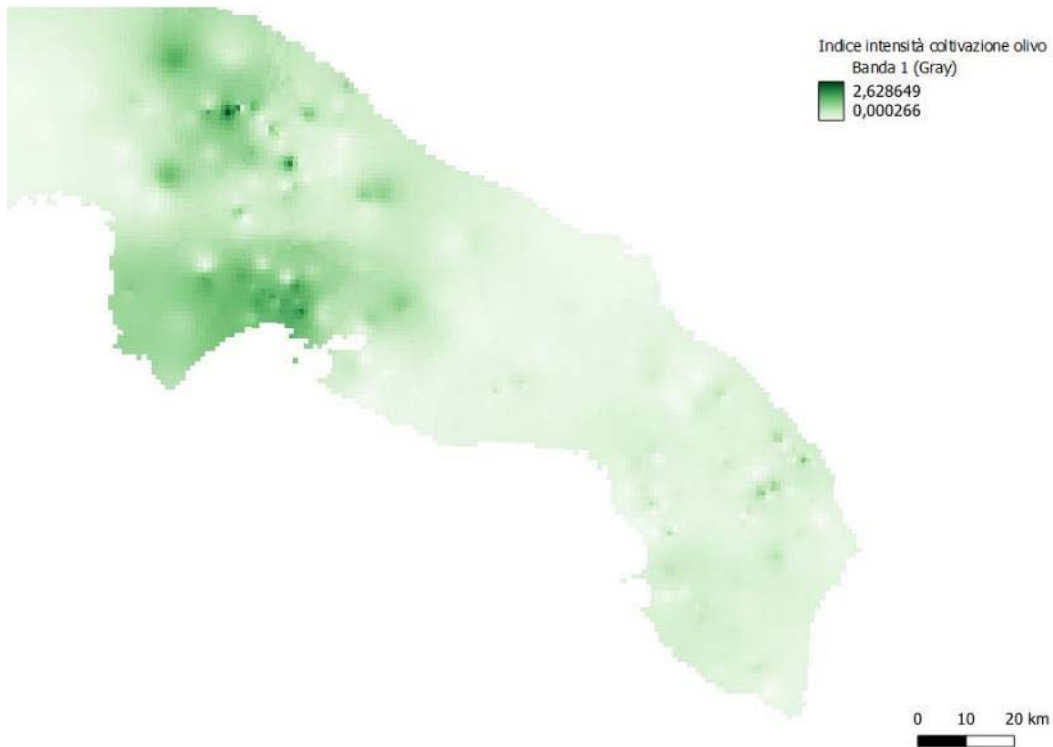 Indice intensità coltivazione olivo
Banda 1 (Gray)
2,628649
0,000266
0 10 20 km